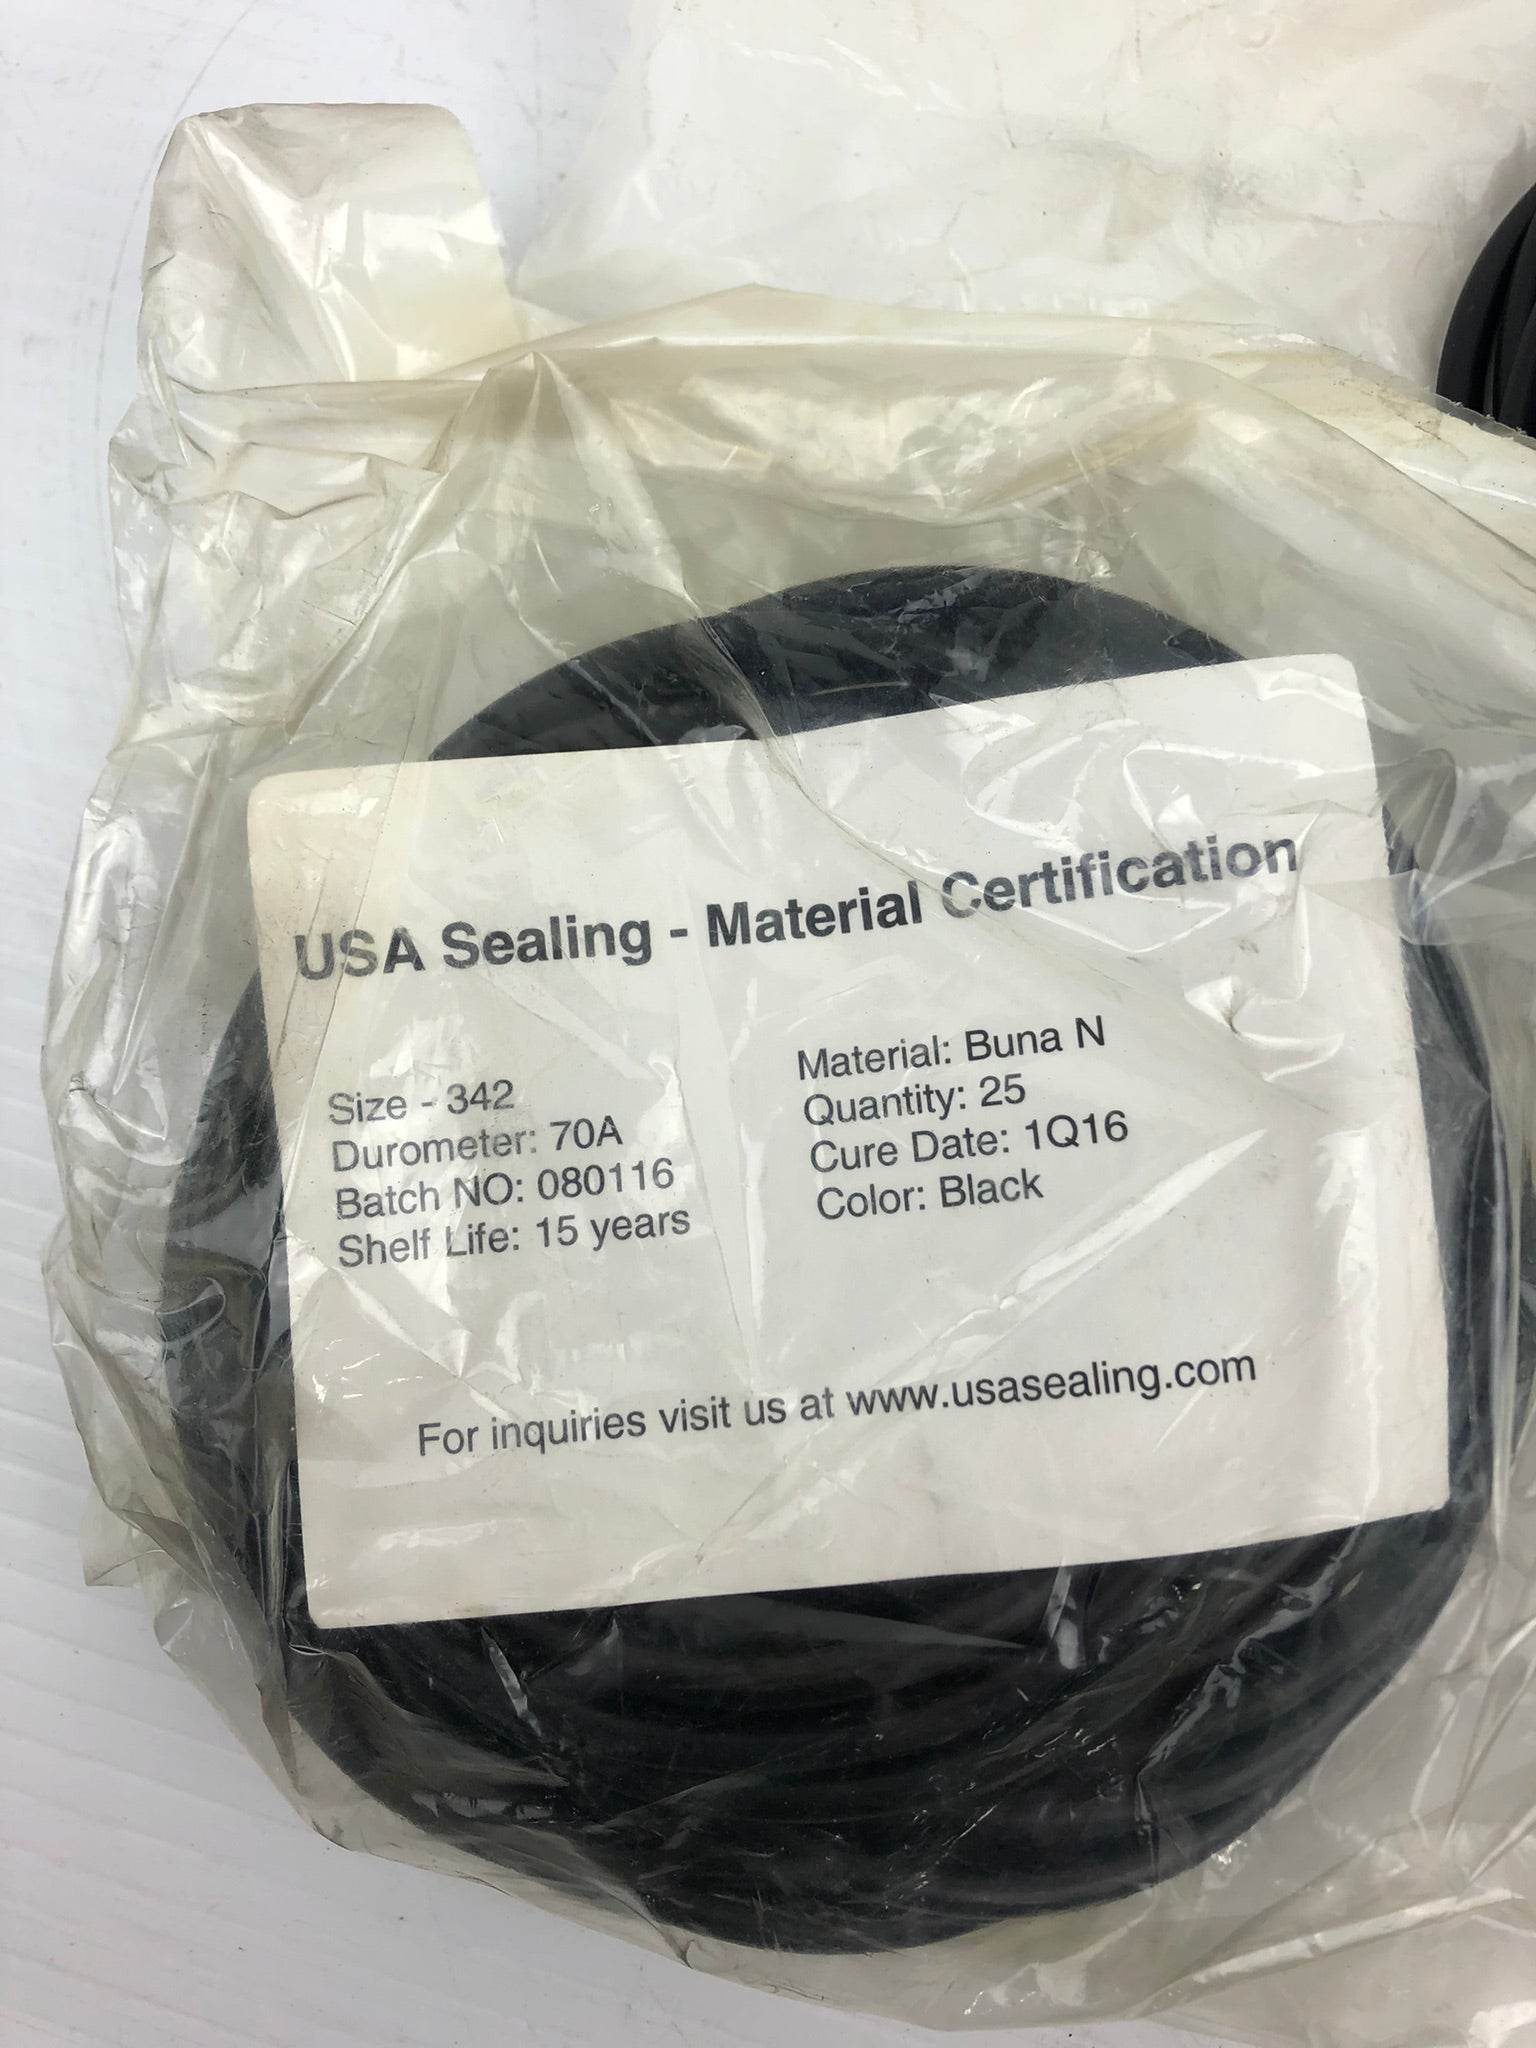 USA Sealing - Material Certification
Size - 342
Durometer: 70A
Batch NO: 080116
Shelf Life: 15 years
Material: Buna N
Quantity: 25
Cure Date: 1Q16
Color: Black
For inquiries visit us at www.usasealing.com